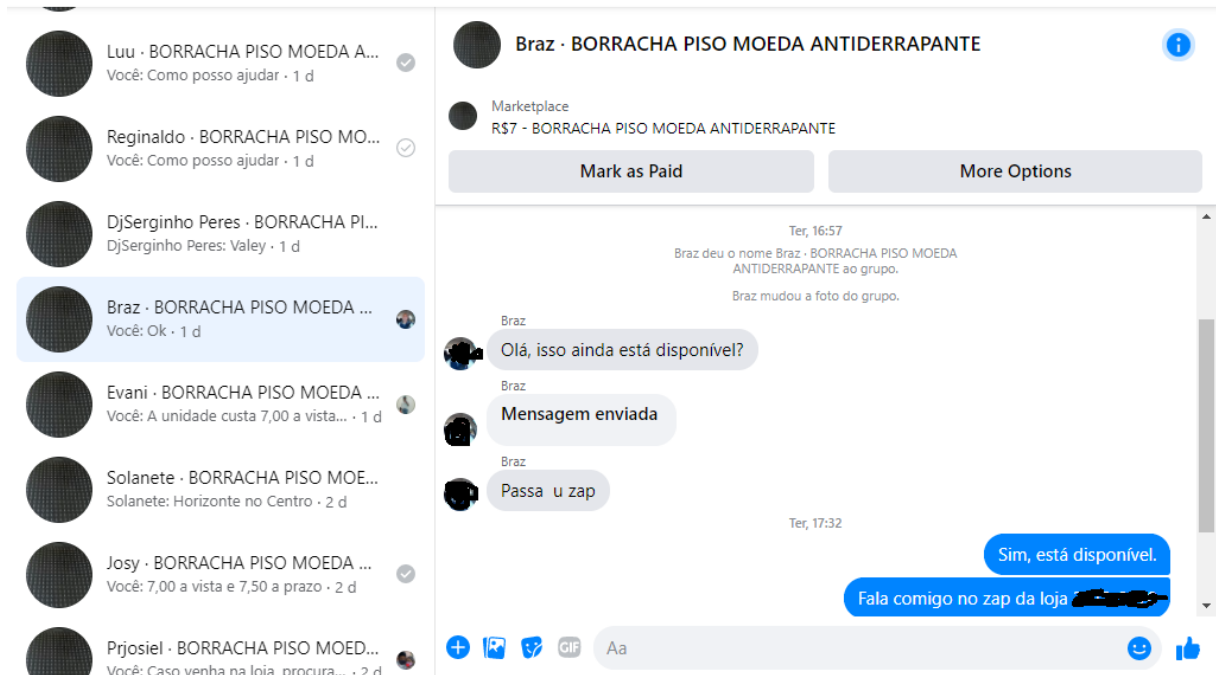 Luu · BORRACHA PISO MOEDA A...
Você: Como posso ajudar · 1 d
Reginaldo · BORRACHA PISO MO...
Você: Como posso ajudar · 1 d
DjSerginho Peres · BORRACHA PI...
DjSerginho Peres: Valey · 1 d
Braz · BORRACHA PISO MOEDA ...
Você: Ok · 1 d
Evani · BORRACHA PISO MOEDA ...
Você: A unidade custa 7,00 a vista... · 1 d
Solanete · BORRACHA PISO MOE...
Solanete: Horizonte no Centro · 2 d
Josy · BORRACHA PISO MOEDA ...
Você: 7,00 a vista e 7,50 a prazo · 2 d
Prjosiel · BORRACHA PISO MOED...
Você: Caso venha na loja, procura... · 2 d
Braz · BORRACHA PISO MOEDA ANTIDERRAPANTE
Marketplace
R$7 - BORRACHA PISO MOEDA ANTIDERRAPANTE
Mark as Paid
More Options
Ter, 16:57
Braz deu o nome Braz · BORRACHA PISO MOEDA
ANTIDERRAPANTE ao grupo.
Braz mudou a foto do grupo.
Braz
Olá, isso ainda está disponível?
Braz
Mensagem enviada
Braz
Passa u zap
Ter, 17:32
Sim, está disponível.
Fala comigo no zap da loja
GIF
Aa